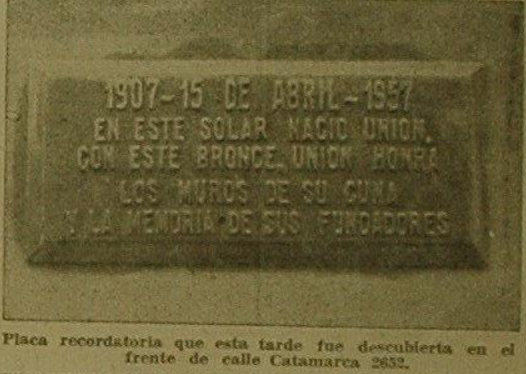 1907-15 DE ABRIL-1957
EN ESTE SOLAR NACIO UNION.
CON ESTE BRONCE. UNION HONRA
LOS MUROS DE SU CUNA
Y LA MEMORIA DE SUS FUNDADORES
Placa recordatoria que esta tarde fue descubierta en el
frente de calle Catamarca 2652.